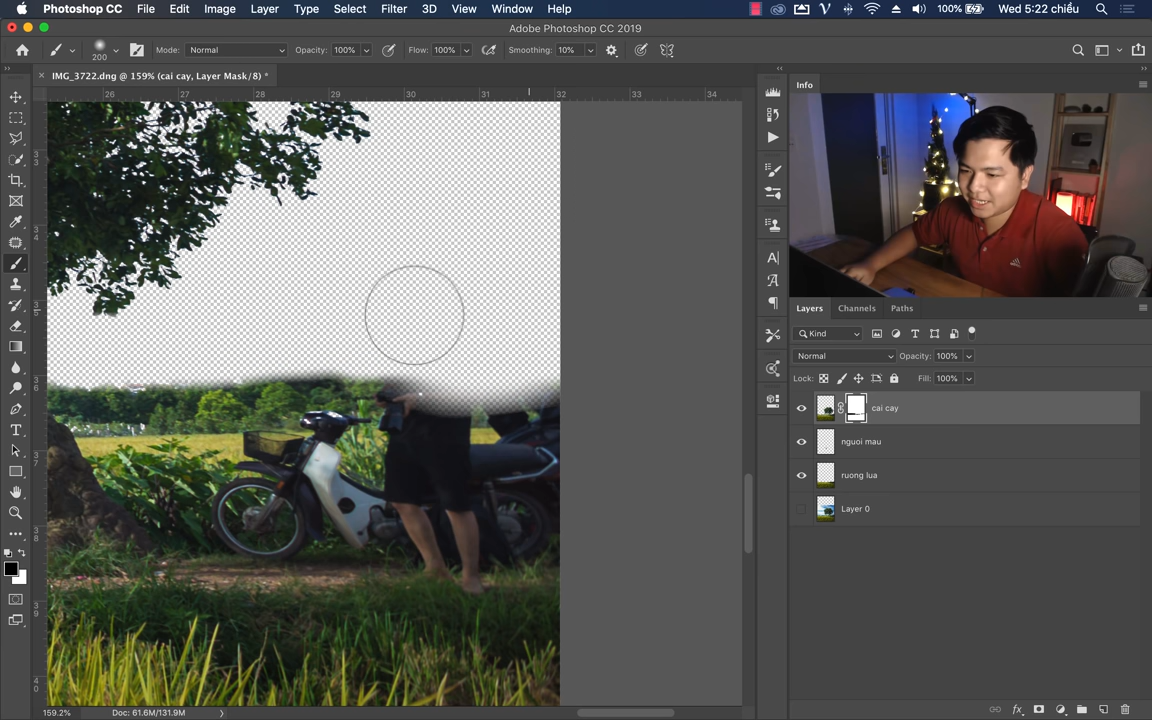 Photoshop CC File Edit Image Layer Type Select Filter 3D View Window Help 100% Wed 5:22 chiều
Adobe Photoshop CC 2019
200 Mode: Normal Opacity: 100% Flow: 100% Smoothing: 10%
IMG_3722.dng @ 159% (cai cay, Layer Mask/8) *
26 27 28 29 30 31 32 33 34
Info
Layers Channels Paths
Kind
Normal Opacity: 100%
Lock: Fill: 100%
cai cay
nguoi mau
ruong lua
Layer 0
159.2% Doc: 61.6M/131.9M